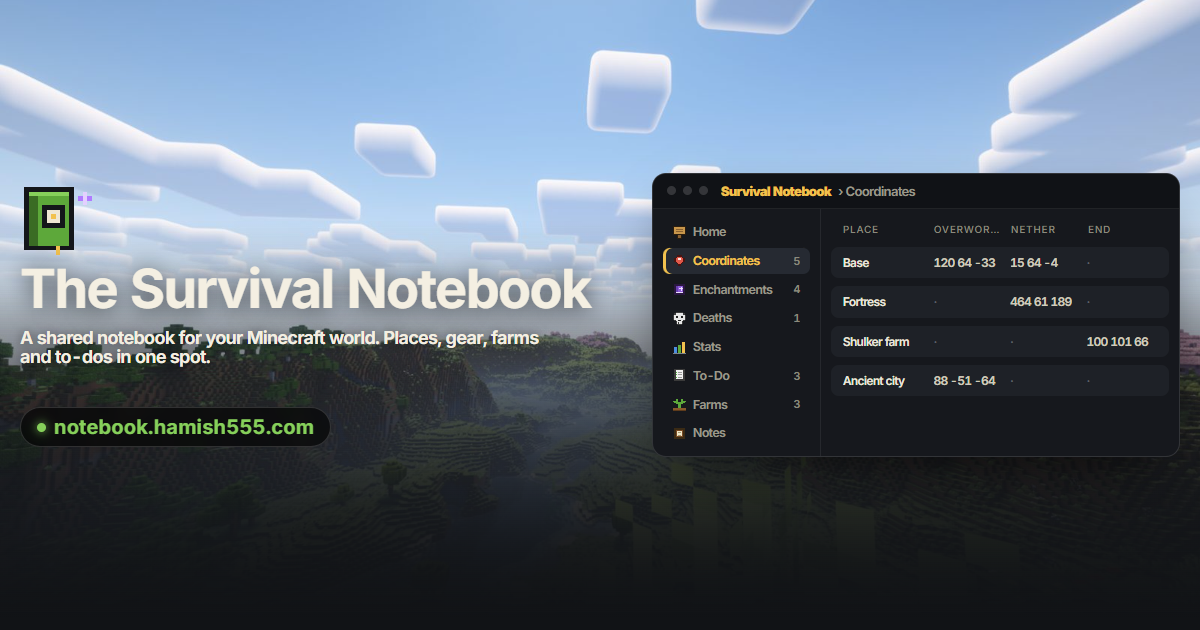 The Survival Notebook
A shared notebook for your Minecraft world. Places, gear, farms
and to-dos in one spot.
notebook.hamish555.com
Survival Notebook › Coordinates
Home
Coordinates 5
Enchantments 4
Deaths 1
Stats
To-Do 3
Farms 3
Notes
PLACE OVERWOR... NETHER END
Base 120 64 -33 15 64 -4 ·
Fortress · 464 61 189 ·
Shulker farm · · 100 101 66
Ancient city 88 -51 -64 · ·